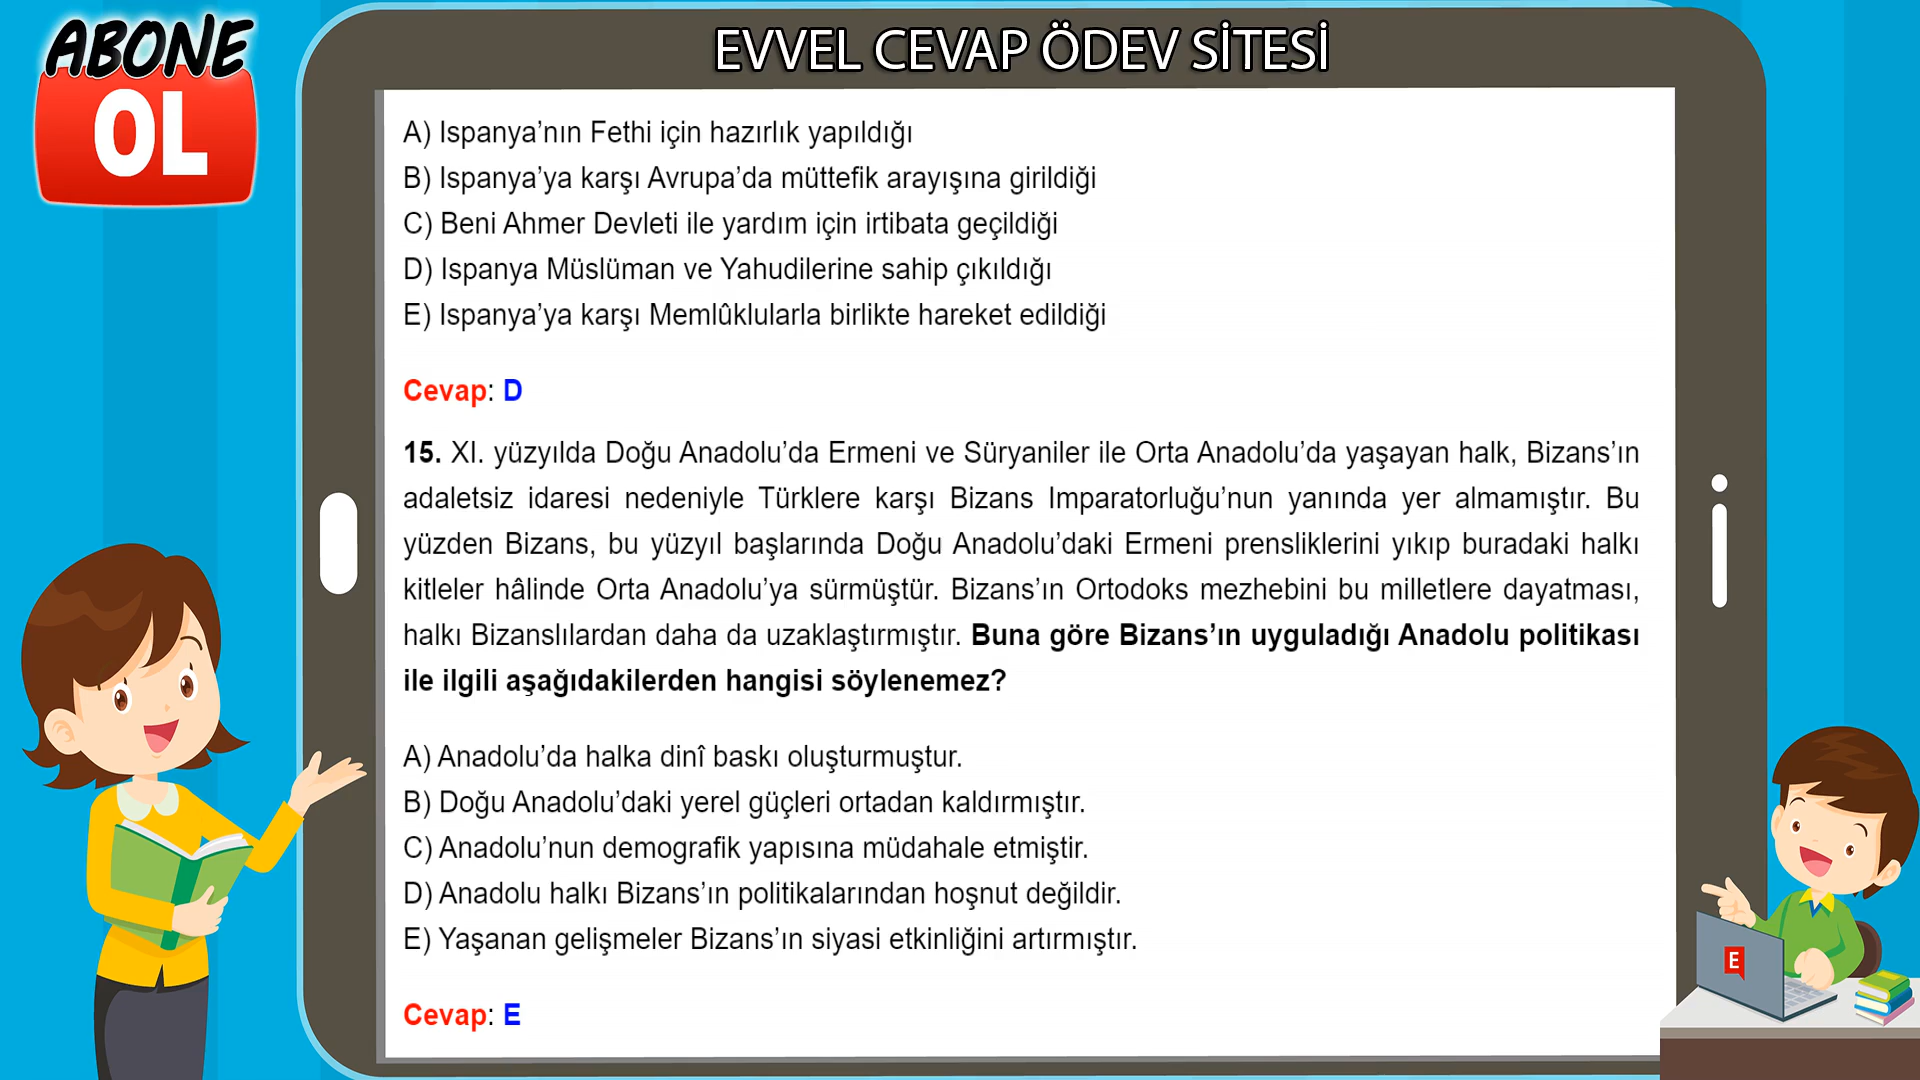 ABONE
OL
EVVEL CEVAP ÖDEV SİTESİ
A) Ispanya’nın Fethi için hazırlık yapıldığı
B) Ispanya’ya karşı Avrupa’da müttefik arayışına girildiği
C) Beni Ahmer Devleti ile yardım için irtibata geçildiği
D) Ispanya Müslüman ve Yahudilerine sahip çıkıldığı
E) Ispanya’ya karşı Memlûklularla birlikte hareket edildiği
Cevap: D
15. XI. yüzyılda Doğu Anadolu’da Ermeni ve Süryaniler ile Orta Anadolu’da yaşayan halk, Bizans’ın
adaletsiz idaresi nedeniyle Türklere karşı Bizans Imparatorluğu’nun yanında yer almamıştır. Bu
yüzden Bizans, bu yüzyıl başlarında Doğu Anadolu’daki Ermeni prensliklerini yıkıp buradaki halkı
kitleler hâlinde Orta Anadolu’ya sürmüştür. Bizans’ın Ortodoks mezhebini bu milletlere dayatması,
halkı Bizanslılardan daha da uzaklaştırmıştır. Buna göre Bizans’ın uyguladığı Anadolu politikası
ile ilgili aşağıdakilerden hangisi söylenemez?
A) Anadolu’da halka dinî baskı oluşturmuştur.
B) Doğu Anadolu’daki yerel güçleri ortadan kaldırmıştır.
C) Anadolu’nun demografik yapısına müdahale etmiştir.
D) Anadolu halkı Bizans’ın politikalarından hoşnut değildir.
E) Yaşanan gelişmeler Bizans’ın siyasi etkinliğini artırmıştır.
Cevap: E
E